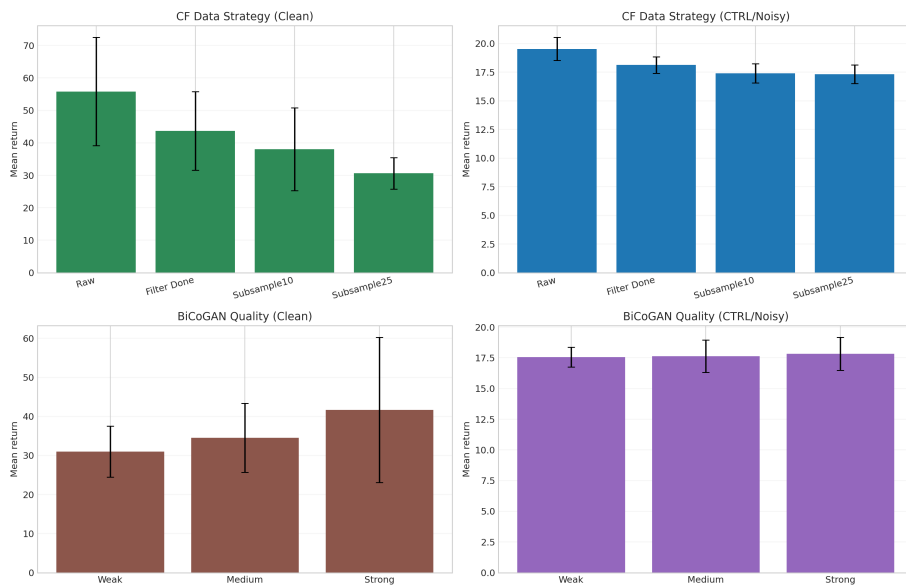 CF Data Strategy (Clean)
Mean return
70
60
50
40
30
20
10
0
Raw
Filter Done
Subsample10
Subsample25
CF Data Strategy (CTRL/Noisy)
Mean return
20.0
17.5
15.0
12.5
10.0
7.5
5.0
2.5
0.0
Raw
Filter Done
Subsample10
Subsample25
BiCoGAN Quality (Clean)
Mean return
60
50
40
30
20
10
0
Weak
Medium
Strong
BiCoGAN Quality (CTRL/Noisy)
Mean return
20.0
17.5
15.0
12.5
10.0
7.5
5.0
2.5
0.0
Weak
Medium
Strong